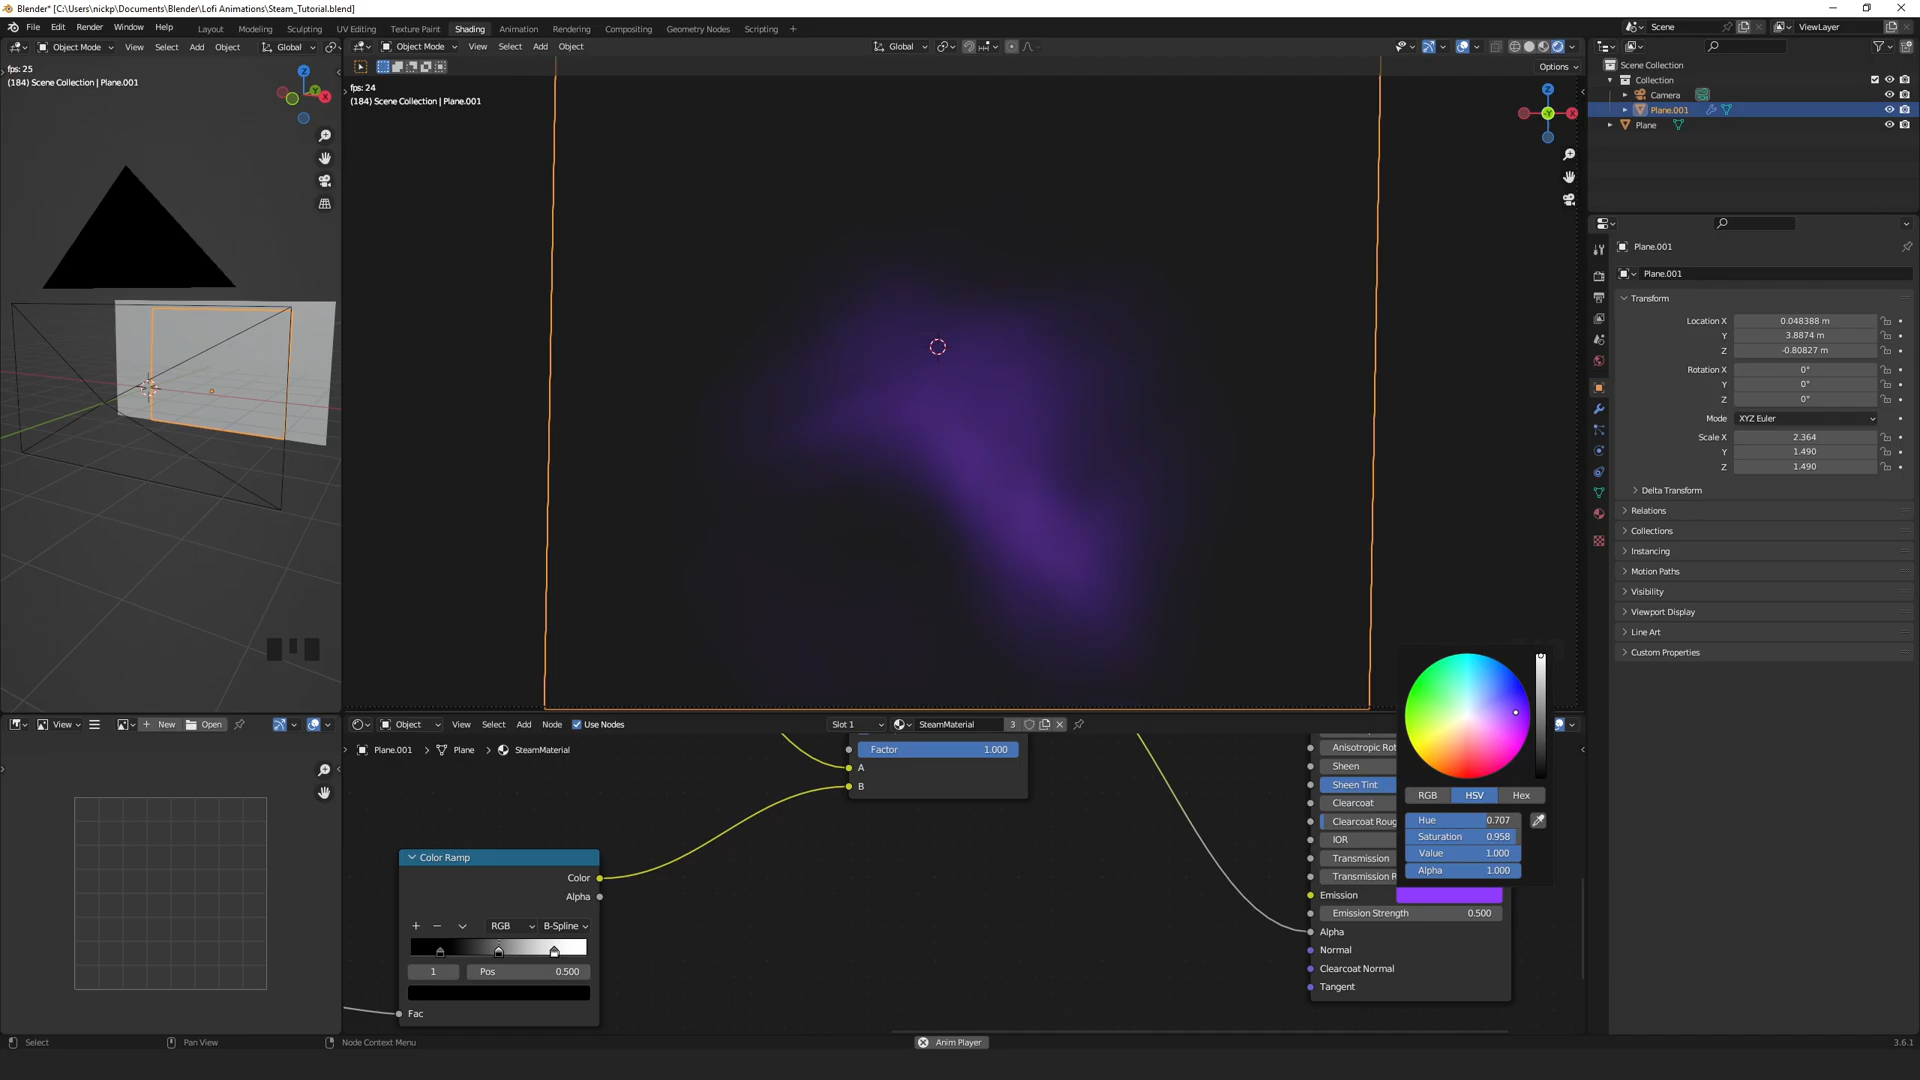 Blender* [C:\Users\nickp\Documents\Blender\Lofi Animations\Steam_Tutorial.blend]
File Edit Render Window Help Layout Modeling Sculpting UV Editing Texture Paint Shading Animation Rendering Compositing Geometry Nodes Scripting + Scene ViewLayer
Object Mode View Select Add Object Global
Object Mode View Select Add Object Global
Options
fps: 25
(184) Scene Collection | Plane.001
fps: 24
(184) Scene Collection | Plane.001
Z
Y
X
Z
-Y
X
Scene Collection
Collection
Camera
Plane.001
Plane
Plane.001
Plane.001
Transform
Location X 0.048388 m
Y 3.8874 m
Z -0.80827 m
Rotation X 0°
Y 0°
Z 0°
Mode XYZ Euler
Scale X 2.364
Y 1.490
Z 1.490
Delta Transform
Relations
Collections
Instancing
Motion Paths
Visibility
Viewport Display
Line Art
Custom Properties
View New Open
Object View Select Add Node Use Nodes Slot 1 SteamMaterial 3
Plane.001 Plane SteamMaterial
Factor 1.000
A
B
Color Ramp
Color
Alpha
+ − RGB B-Spline
1 Pos 0.500
Fac
Anisotropic Rot
Sheen
Sheen Tint
Clearcoat
Clearcoat Roug
IOR
Transmission
Transmission R
Emission
Emission Strength 0.500
Alpha
Normal
Clearcoat Normal
Tangent
RGB HSV Hex
Hue 0.707
Saturation 0.958
Value 1.000
Alpha 1.000
Select Pan View Node Context Menu Anim Player 3.6.1